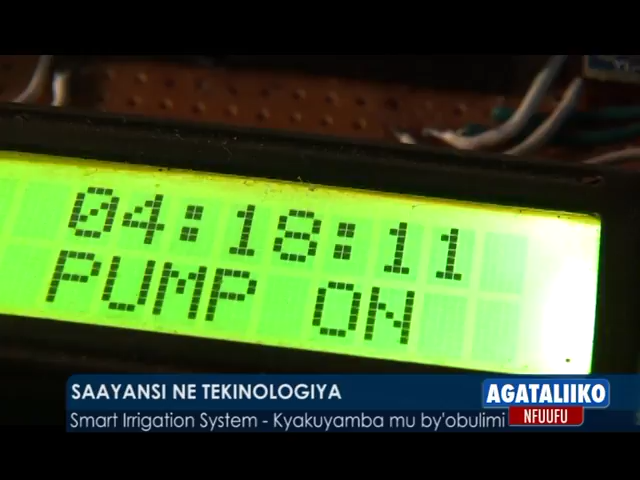 04:18:11
PUMP ON
SAAYANSI NE TEKINOLOGIYA
Smart Irrigation System - Kyakuyamba mu by'obulimi
AGATALIIKO
NFUUFU